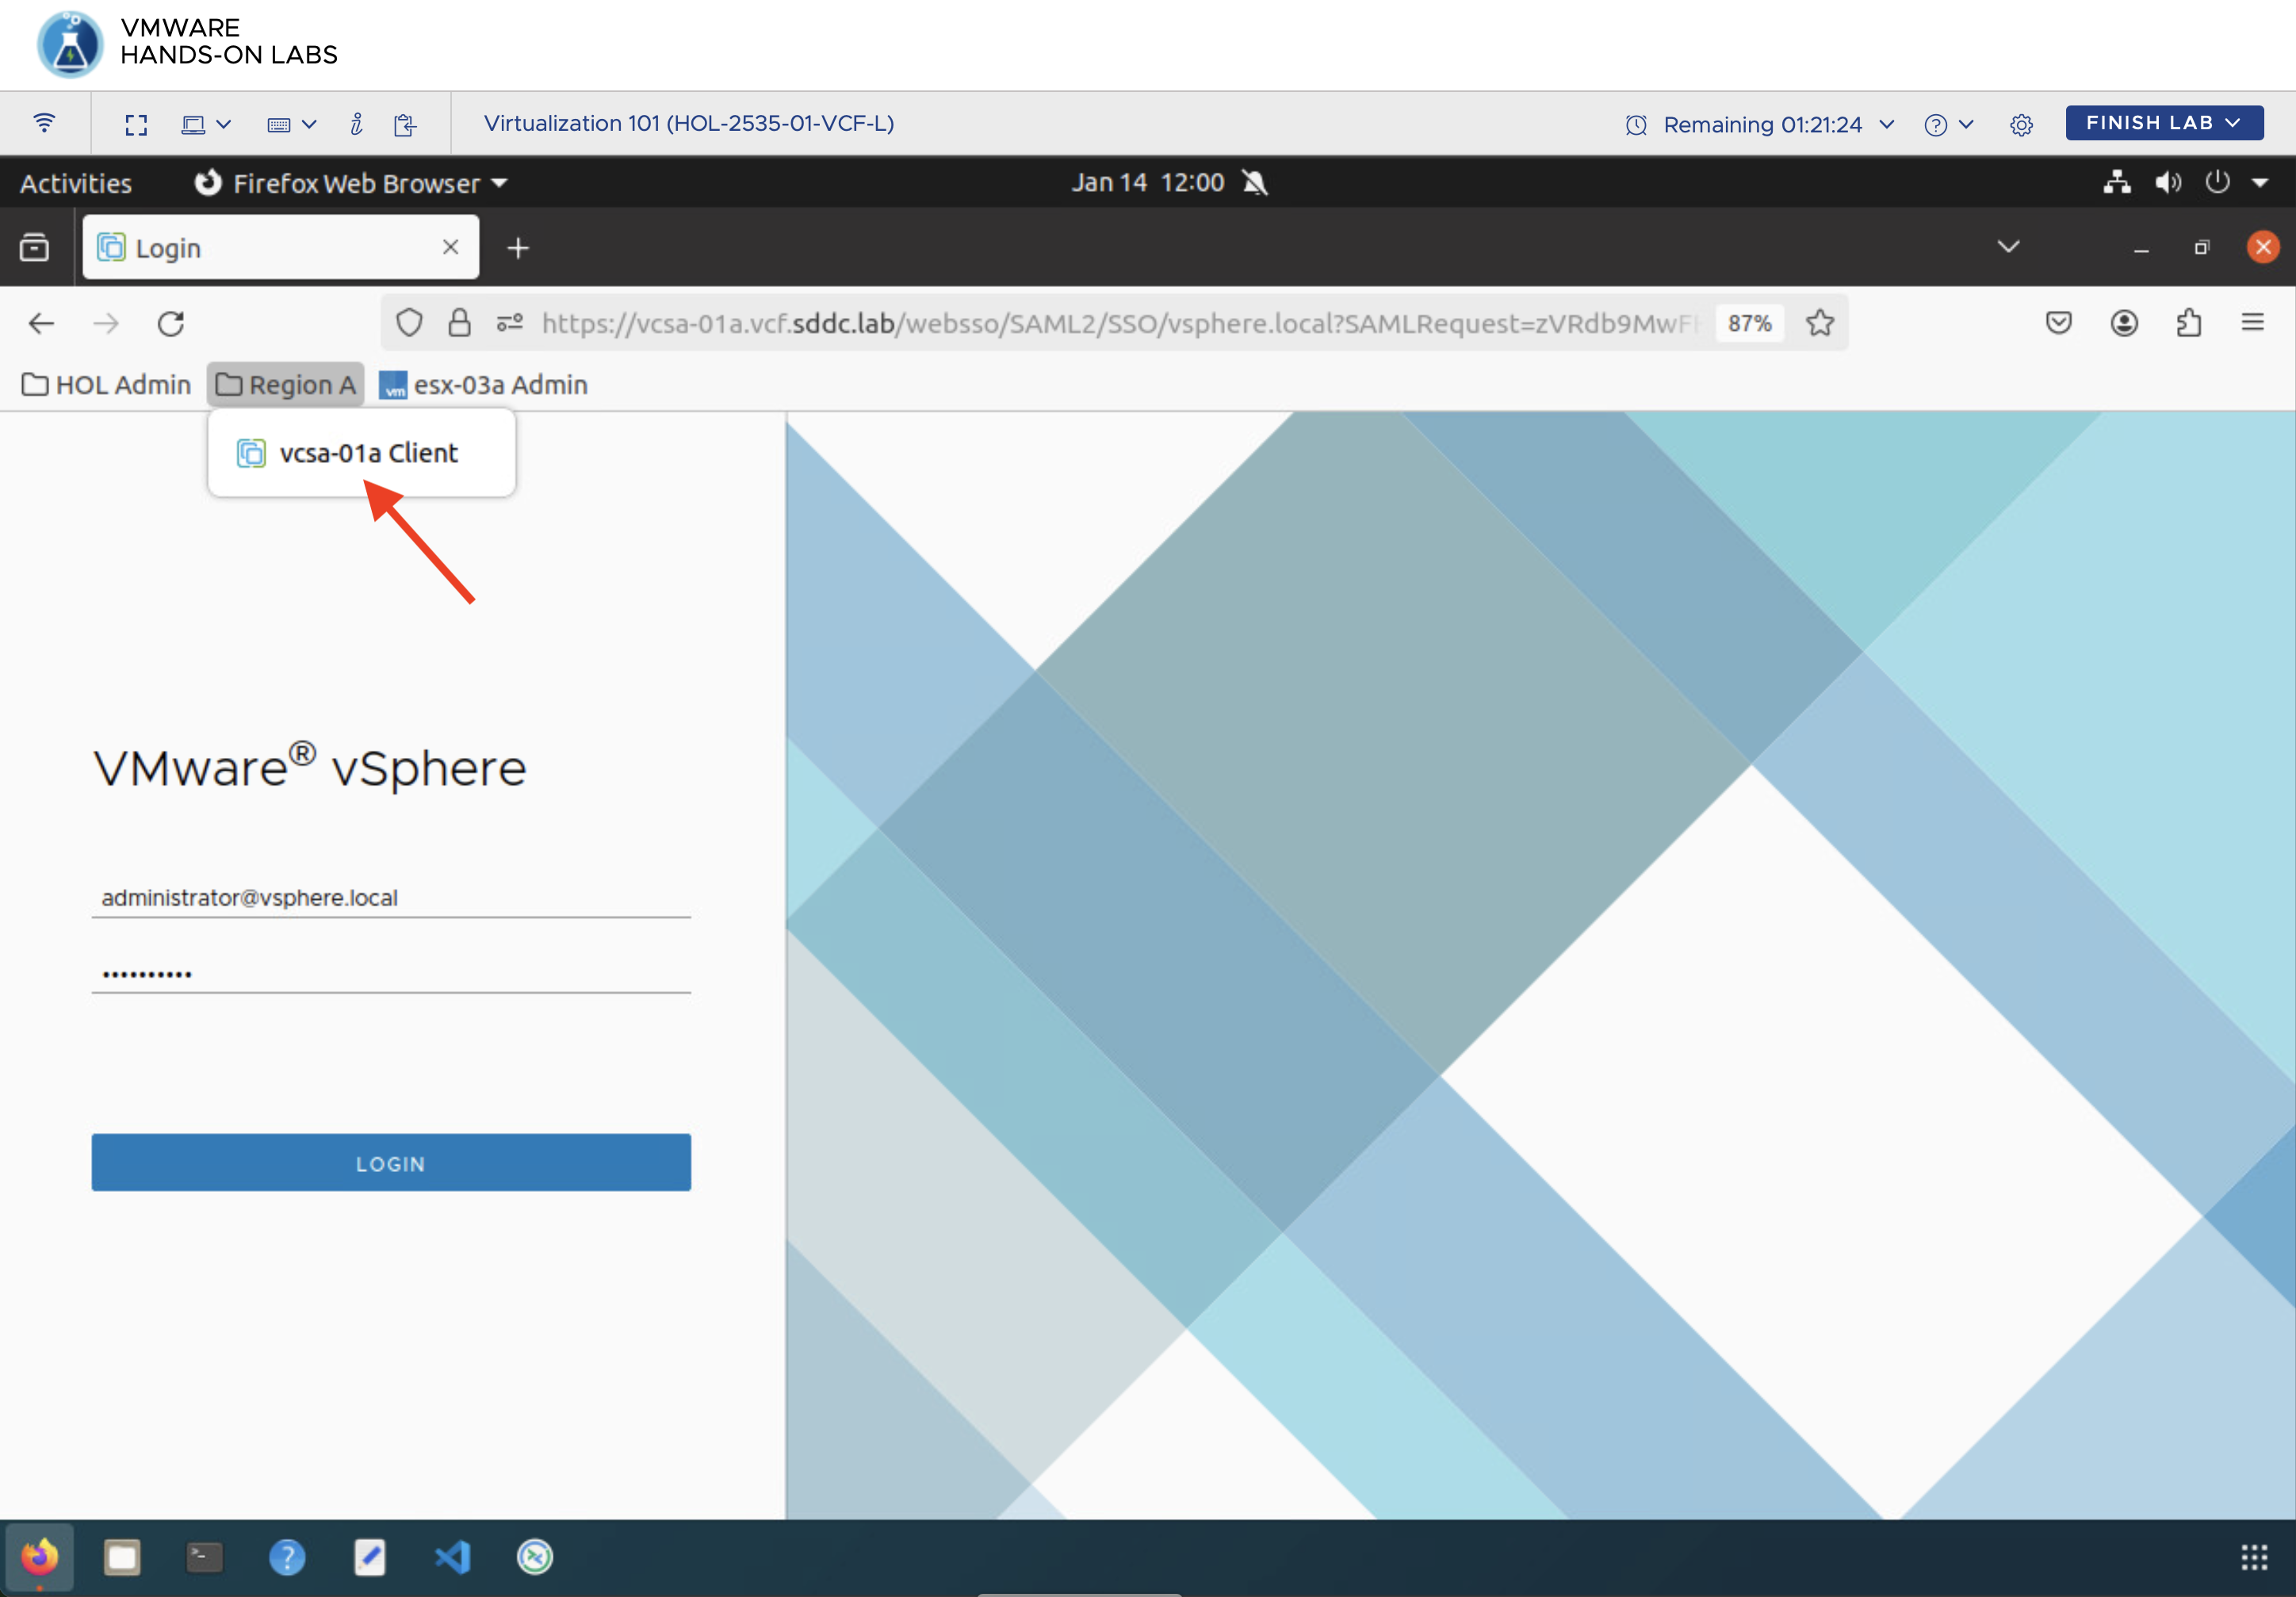 VMWARE
HANDS-ON LABS
Virtualization 101 (HOL-2535-01-VCF-L)
Remaining 01:21:24
FINISH LAB
Activities
Firefox Web Browser
Jan 14 12:00
Login
https://vcsa-01a.vcf.sddc.lab/websso/SAML2/SSO/vsphere.local?SAMLRequest=zVRdb9MwF
87%
HOL Admin
Region A
vm
esx-03a Admin
vcsa-01a Client
VMware® vSphere
administrator@vsphere.local
••••••••••
LOGIN